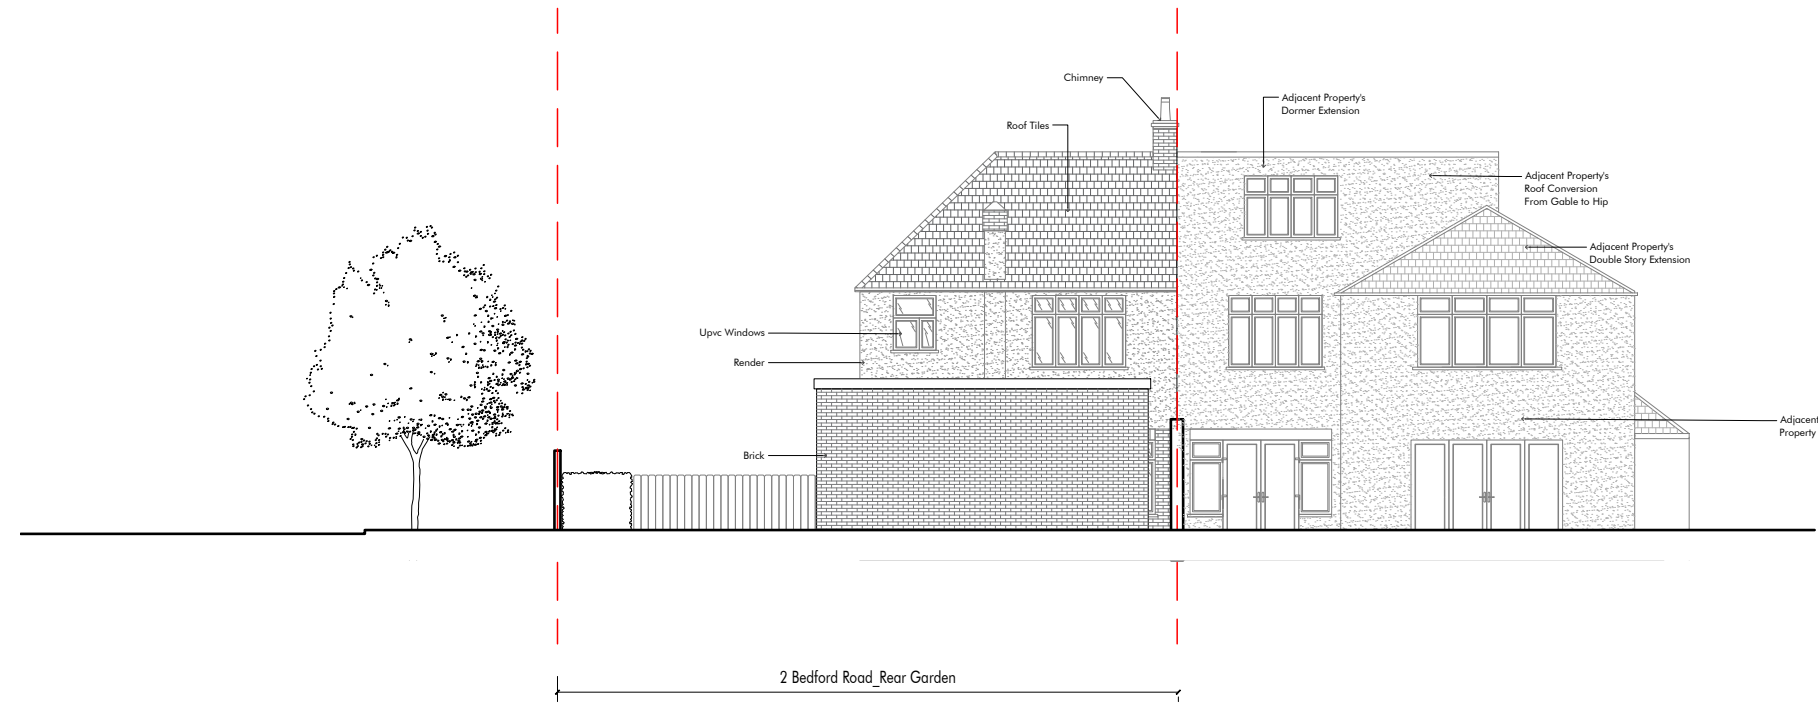 Chimney
Adjacent Property's
Dormer Extension
Roof Tiles
Adjacent Property's
Roof Conversion
From Gable to Hip
Adjacent Property's
Double Story Extension
Upvc Windows
Render
Adjacent
Property
Brick
2 Bedford Road_Rear Garden